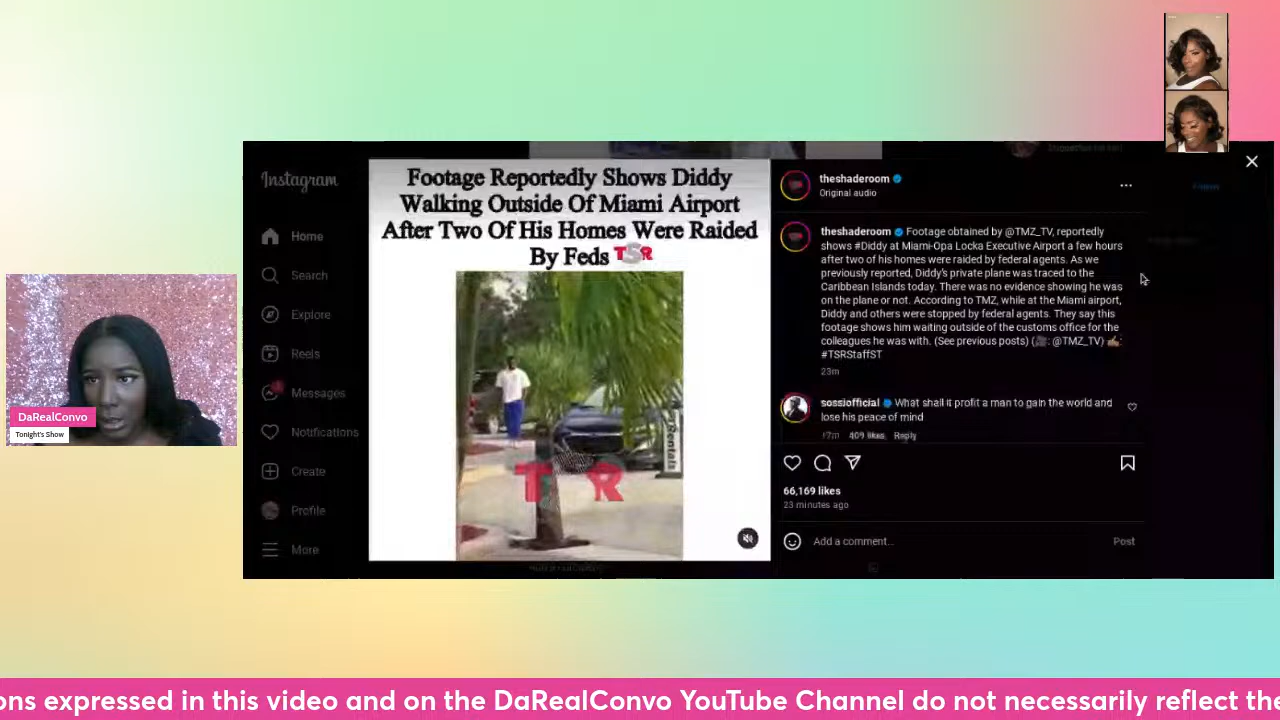 Instagram
Home
Search
Explore
Reels
Messages
Notifications
Create
Profile
More
Footage Reportedly Shows Diddy
Walking Outside Of Miami Airport
After Two Of His Homes Were Raided
By Feds TSR
Rentals
T R
theshaderoom
Original audio
theshaderoom Footage obtained by @TMZ_TV, reportedly
shows #Diddy at Miami-Opa Locka Executive Airport a few hours
after two of his homes were raided by federal agents. As we
previously reported, Diddy's private plane was traced to the
Caribbean Islands today. There was no evidence showing he was
on the plane or not. According to TMZ, while at the Miami airport,
Diddy and others were stopped by federal agents. They say this
footage shows him waiting outside of the customs office for the
colleagues he was with. (See previous posts) (🎥: @TMZ_TV) ✍🏾:
#TSRStaffST
23m
sossiofficial What shall it profit a man to gain the world and
lose his peace of mind
17m 409 likes Reply
66,169 likes
23 minutes ago
Add a comment...
Post
Follow
DaRealConvo
Tonight's Show
ons expressed in this video and on the DaRealConvo YouTube Channel do not necessarily reflect the